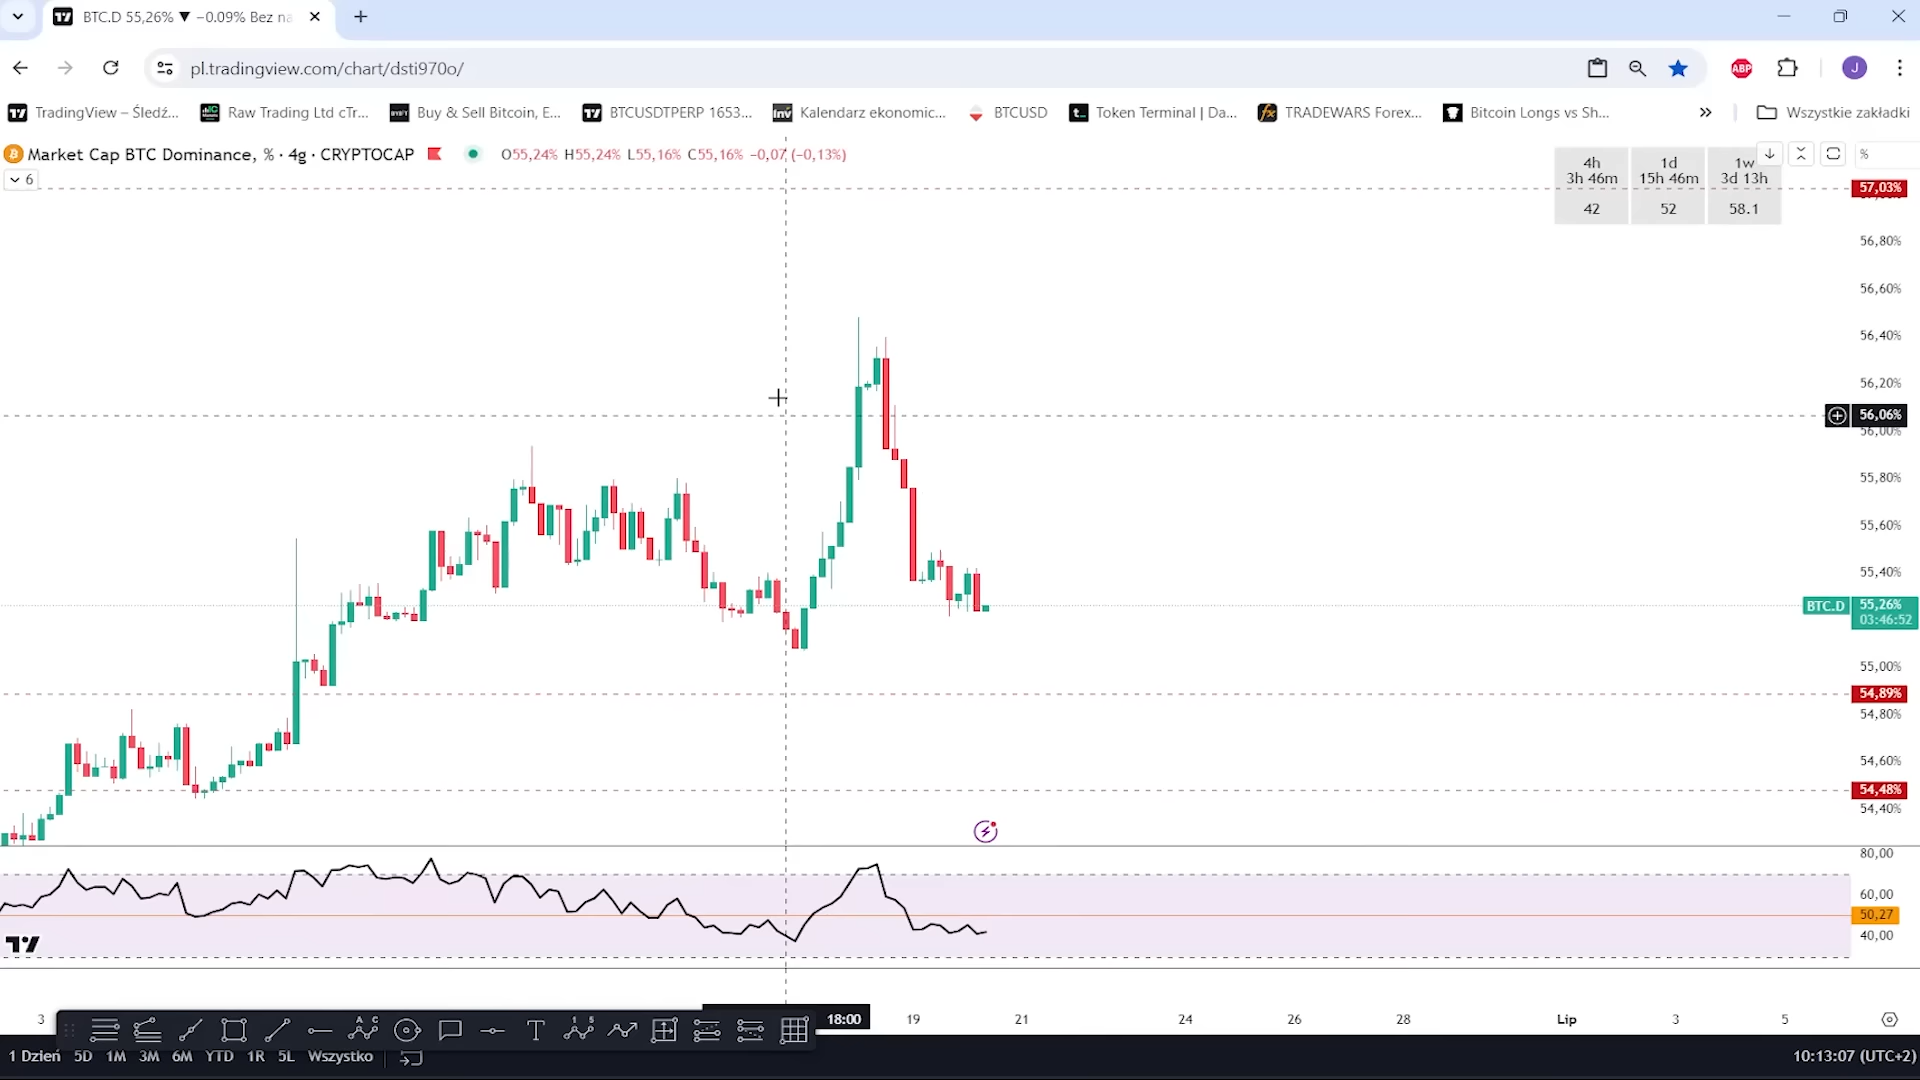 BTC.D 55,26% ▼ −0.09% Bez na
pl.tradingview.com/chart/dsti970o/
ABP
J
TradingView – Śledź...
Raw Trading Ltd cTr...
Buy & Sell Bitcoin, E...
BTCUSDTPERP 1653...
Kalendarz ekonomic...
BTCUSD
Token Terminal | Da...
TRADEWARS Forex...
Bitcoin Longs vs Sh...
Wszystkie zakładki
Market Cap BTC Dominance, % · 4g · CRYPTOCAP
O55,24% H55,24% L55,16% C55,16% −0,07 (−0,13%)
6
4h 1d 1w
3h 46m 15h 46m 3d 13h
42 52 58.1
%
57,03%
56,80%
56,60%
56,40%
56,20%
56,06%
56,00%
55,80%
55,60%
55,40%
BTC.D 55,26%
03:46:52
55,00%
54,89%
54,80%
54,60%
54,48%
54,40%
80,00
60,00
50,27
40,00
3 18:00 19 21 24 26 28 Lip 3 5
1 Dzień 5D 1M 3M 6M YTD 1R 5L Wszystko
10:13:07 (UTC+2)